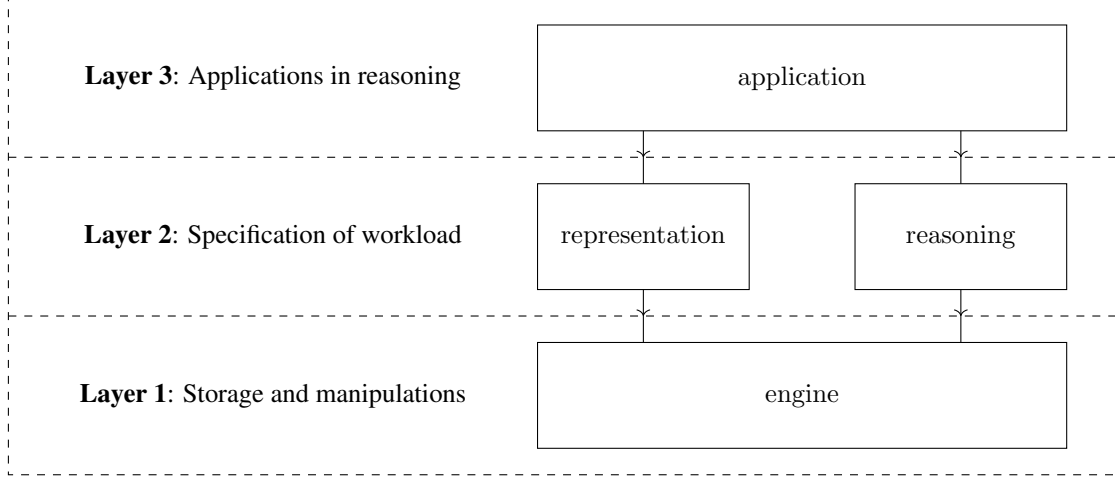 Layer 3: Applications in reasoning
application
Layer 2: Specification of workload
representation
reasoning
Layer 1: Storage and manipulations
engine